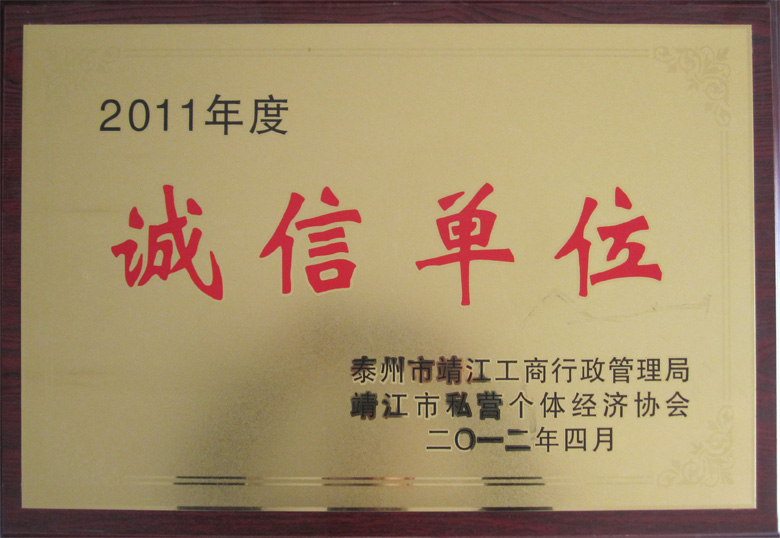 2011年度
诚信单位
泰州市靖江工商行政管理局
靖江市私营个体经济协会
二〇一二年四月